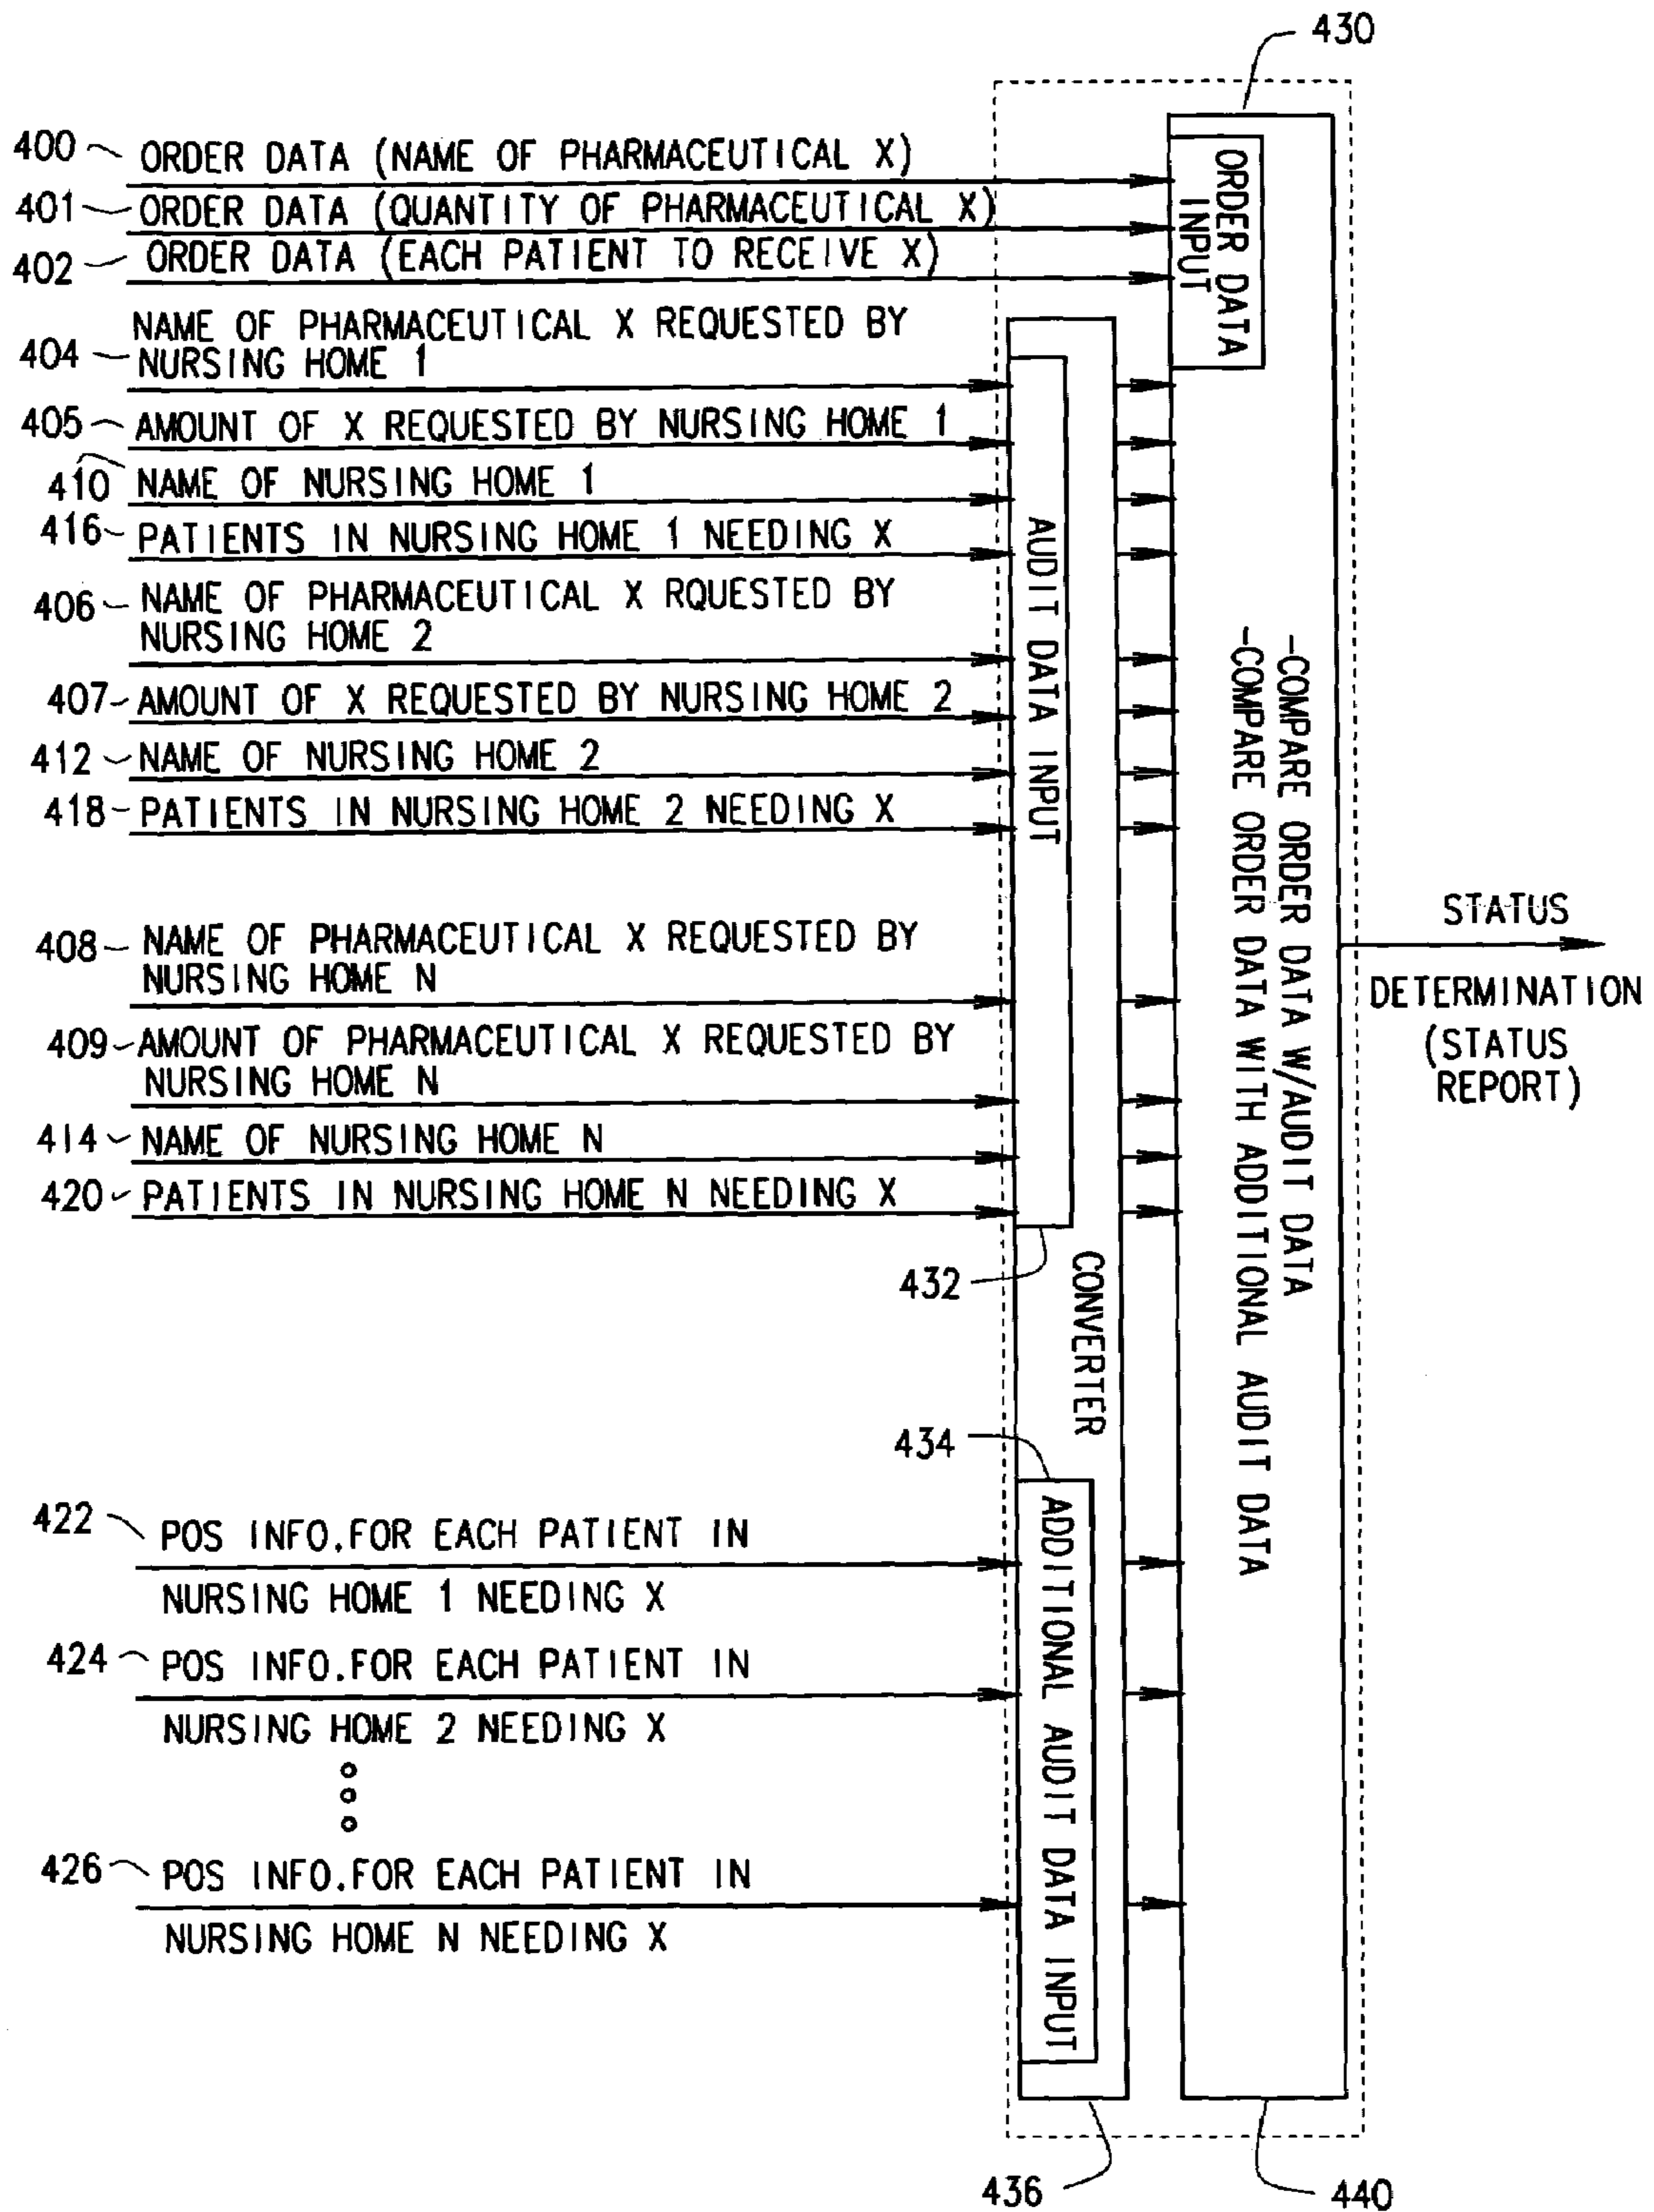 430
400 ORDER DATA (NAME OF PHARMACEUTICAL X)
401 ORDER DATA (QUANTITY OF PHARMACEUTICAL X)
402 ORDER DATA (EACH PATIENT TO RECEIVE X)
ORDER DATA
INPUT
NAME OF PHARMACEUTICAL X REQUESTED BY
404 NURSING HOME 1
405 AMOUNT OF X REQUESTED BY NURSING HOME 1
410 NAME OF NURSING HOME 1
416 PATIENTS IN NURSING HOME 1 NEEDING X
406 NAME OF PHARMACEUTICAL X RQUESTED BY
NURSING HOME 2
407 AMOUNT OF X REQUESTED BY NURSING HOME 2
412 NAME OF NURSING HOME 2
418 PATIENTS IN NURSING HOME 2 NEEDING X
408 NAME OF PHARMACEUTICAL X REQUESTED BY
NURSING HOME N
409 AMOUNT OF PHARMACEUTICAL X REQUESTED BY
NURSING HOME N
414 NAME OF NURSING HOME N
420 PATIENTS IN NURSING HOME N NEEDING X
AUDIT DATA INPUT
432
CONVERTER
434
422 POS INFO.FOR EACH PATIENT IN
NURSING HOME 1 NEEDING X
424 POS INFO.FOR EACH PATIENT IN
NURSING HOME 2 NEEDING X
426 POS INFO.FOR EACH PATIENT IN
NURSING HOME N NEEDING X
ADDITIONAL AUDIT DATA INPUT
-COMPARE ORDER DATA W/AUDIT DATA
-COMPARE ORDER DATA WITH ADDITIONAL AUDIT DATA
STATUS
DETERMINATION
(STATUS
REPORT)
436
440